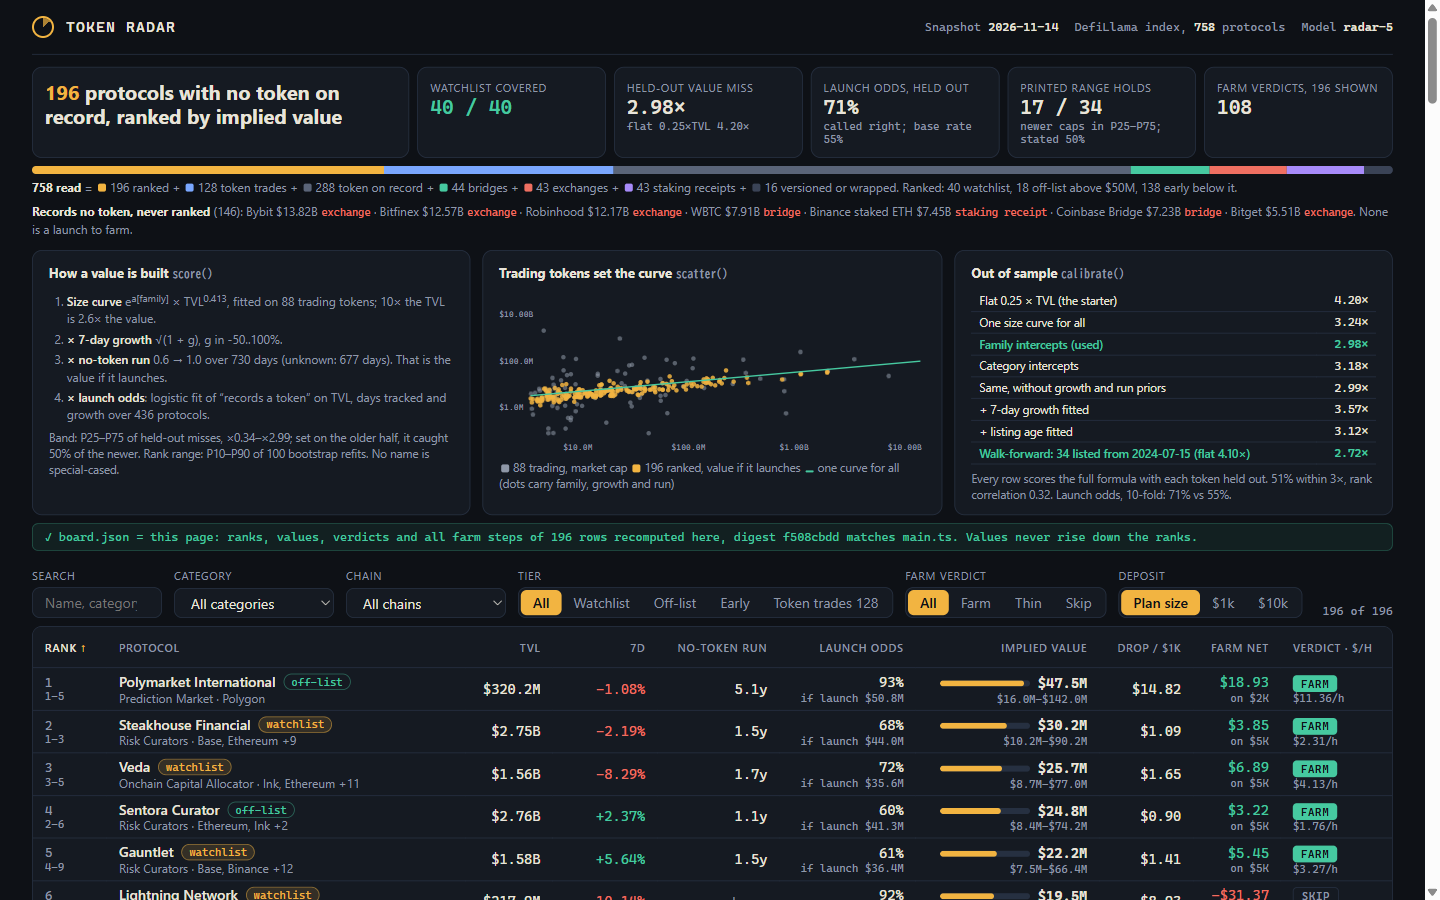 TOKEN RADAR
Snapshot 2026-11-14 DefiLlama index, 758 protocols Model radar-5
196 protocols with no token on
record, ranked by implied value
WATCHLIST COVERED
40 / 40
HELD-OUT VALUE MISS
2.98×
flat 0.25×TVL 4.20×
LAUNCH ODDS, HELD OUT
71%
called right; base rate
55%
PRINTED RANGE HOLDS
17 / 34
newer caps in P25–P75;
stated 50%
FARM VERDICTS, 196 SHOWN
108
758 read = 196 ranked + 128 token trades + 288 token on record + 44 bridges + 43 exchanges + 43 staking receipts + 16 versioned or wrapped. Ranked: 40 watchlist, 18 off-list above $50M, 138 early below it.
Records no token, never ranked (146): Bybit $13.82B exchange · Bitfinex $12.57B exchange · Robinhood $12.17B exchange · WBTC $7.91B bridge · Binance staked ETH $7.45B staking receipt · Coinbase Bridge $7.23B bridge · Bitget $5.51B exchange. None
is a launch to farm.
How a value is built score()
1. Size curve e^a[family] × TVL^0.413, fitted on 88 trading tokens; 10× the TVL
is 2.6× the value.
2. × 7-day growth √(1 + g), g in -50..100%.
3. × no-token run 0.6 → 1.0 over 730 days (unknown: 677 days). That is the
value if it launches.
4. × launch odds: logistic fit of "records a token" on TVL, days tracked and
growth over 436 protocols.
Band: P25–P75 of held-out misses, ×0.34–×2.99; set on the older half, it caught
50% of the newer. Rank range: P10–P90 of 100 bootstrap refits. No name is
special-cased.
Trading tokens set the curve scatter()
$10.00B
$100.0M
$1.0M
$10.0M $100.0M $1.00B $10.00B
88 trading, market cap 196 ranked, value if it launches one curve for all
(dots carry family, growth and run)
Out of sample calibrate()
Flat 0.25 × TVL (the starter) 4.20×
One size curve for all 3.24×
Family intercepts (used) 2.98×
Category intercepts 3.18×
Same, without growth and run priors 2.99×
+ 7-day growth fitted 3.57×
+ listing age fitted 3.12×
Walk-forward: 34 listed from 2024-07-15 (flat 4.10×) 2.72×
Every row scores the full formula with each token held out. 51% within 3×, rank
correlation 0.32. Launch odds, 10-fold: 71% vs 55%.
✓ board.json = this page: ranks, values, verdicts and all farm steps of 196 rows recomputed here, digest f508cbdd matches main.ts. Values never rise down the ranks.
SEARCH CATEGORY CHAIN TIER FARM VERDICT DEPOSIT
Name, categor All categories All chains All Watchlist Off-list Early Token trades 128 All Farm Thin Skip Plan size $1k $10k 196 of 196
RANK ↑ PROTOCOL TVL 7D NO-TOKEN RUN LAUNCH ODDS IMPLIED VALUE DROP / $1K FARM NET VERDICT · $/H
1 Polymarket International off-list $320.2M −1.08% 5.1y 93% $47.5M $14.82 $18.93 FARM
1–5 Prediction Market · Polygon if launch $50.8M $16.0M–$142.0M on $2K $11.36/h
2 Steakhouse Financial watchlist $2.75B −2.19% 1.5y 68% $30.2M $1.09 $3.85 FARM
1–3 Risk Curators · Base, Ethereum +9 if launch $44.0M $10.2M–$90.2M on $5K $2.31/h
3 Veda watchlist $1.56B −8.29% 1.7y 72% $25.7M $1.65 $6.89 FARM
3–5 Onchain Capital Allocator · Ink, Ethereum +11 if launch $35.6M $8.7M–$77.0M on $5K $4.13/h
4 Sentora Curator off-list $2.76B +2.37% 1.1y 60% $24.8M $0.90 $3.22 FARM
2–6 Risk Curators · Ethereum, Ink +2 if launch $41.3M $8.4M–$74.2M on $5K $1.76/h
5 Gauntlet watchlist $1.58B +5.64% 1.5y 61% $22.2M $1.41 $5.45 FARM
4–9 Risk Curators · Base, Binance +12 if launch $36.4M $7.5M–$66.4M on $5K $3.27/h
6 Lightning Network watchlist 92% $19.5M −$31.37 SKIP